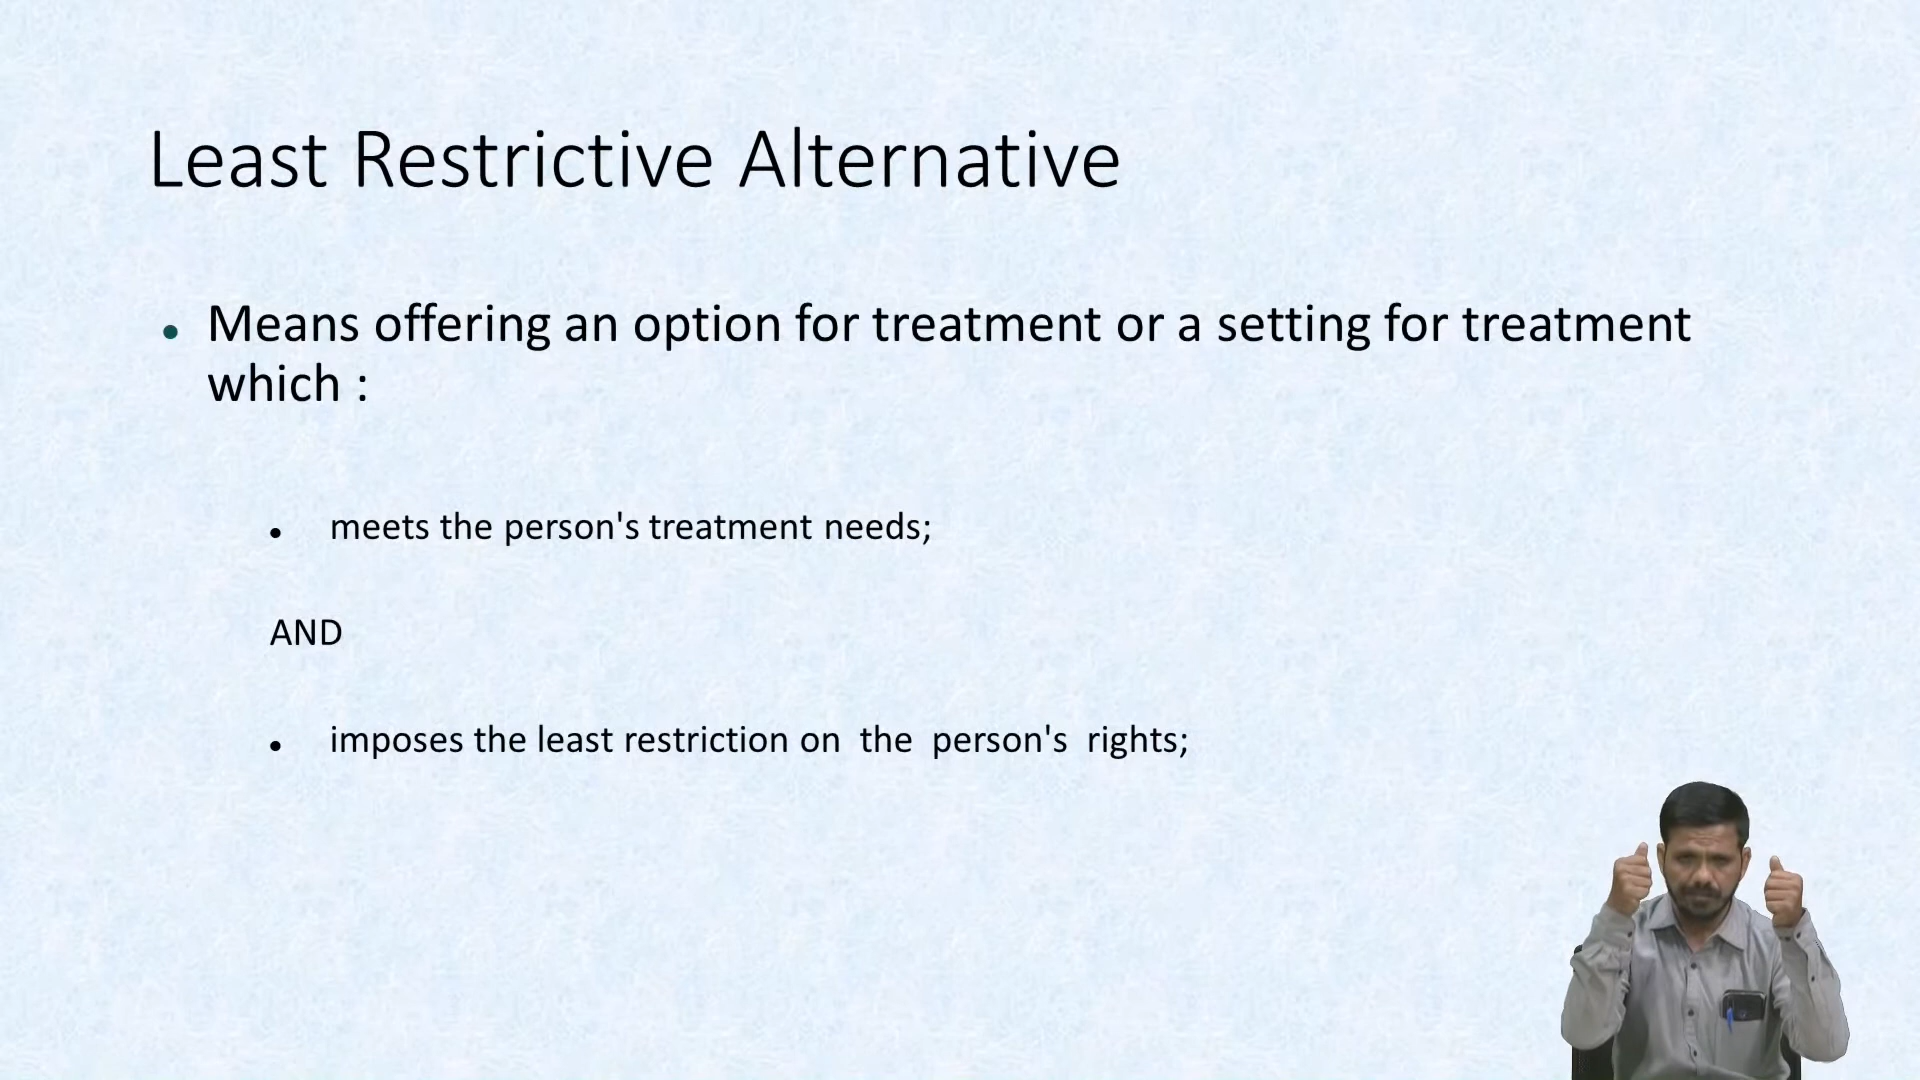 Least Restrictive Alternative
• Means offering an option for treatment or a setting for treatment
which :
• meets the person's treatment needs;
AND
• imposes the least restriction on  the  person's  rights;